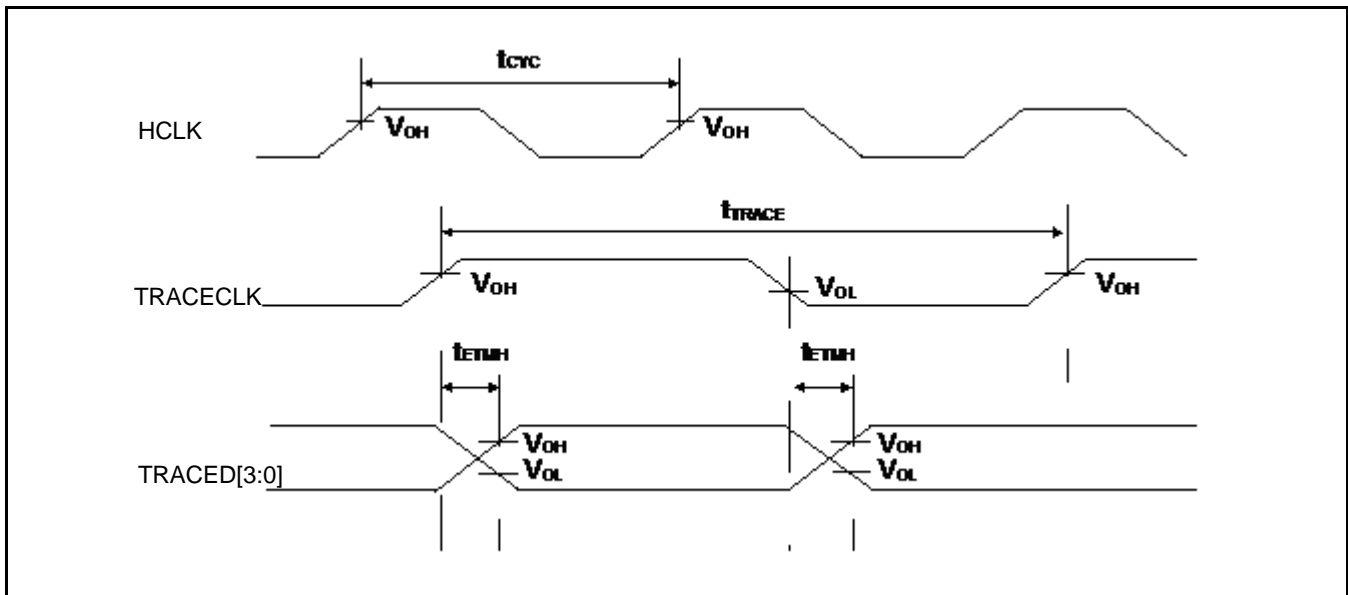 tCYC
HCLK
VOH
VOH
tTRACE
TRACECLK
VOH
VOL
VOH
tETMH
tETMH
VOH
VOH
TRACED[3:0]
VOL
VOL